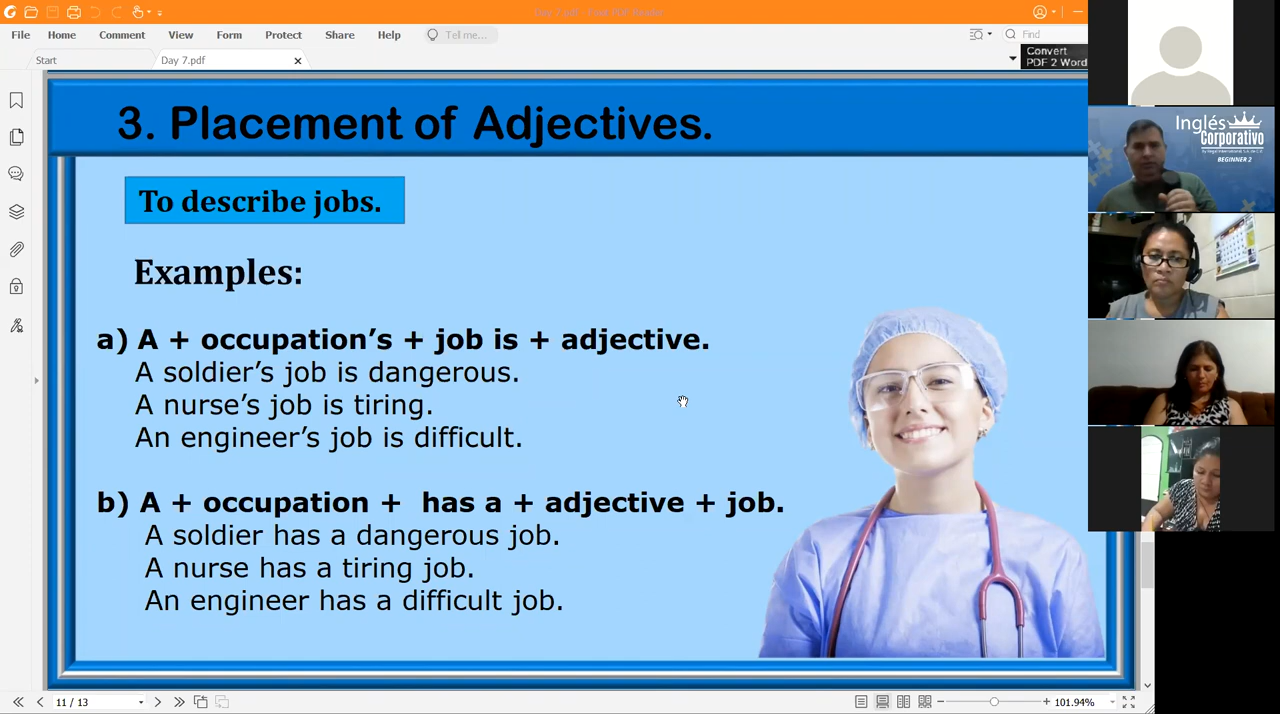 Day 7.pdf - Foxit PDF Reader
File Home Comment View Form Protect Share Help Tell me... Find
Start Day 7.pdf
Convert
PDF 2 Word
3. Placement of Adjectives.
To describe jobs.
Examples:
a) A + occupation's + job is + adjective.
A soldier's job is dangerous.
A nurse's job is tiring.
An engineer's job is difficult.
b) A + occupation + has a + adjective + job.
A soldier has a dangerous job.
A nurse has a tiring job.
An engineer has a difficult job.
Inglés
Corporativo
BEGINNER 2
11 / 13
101.94%